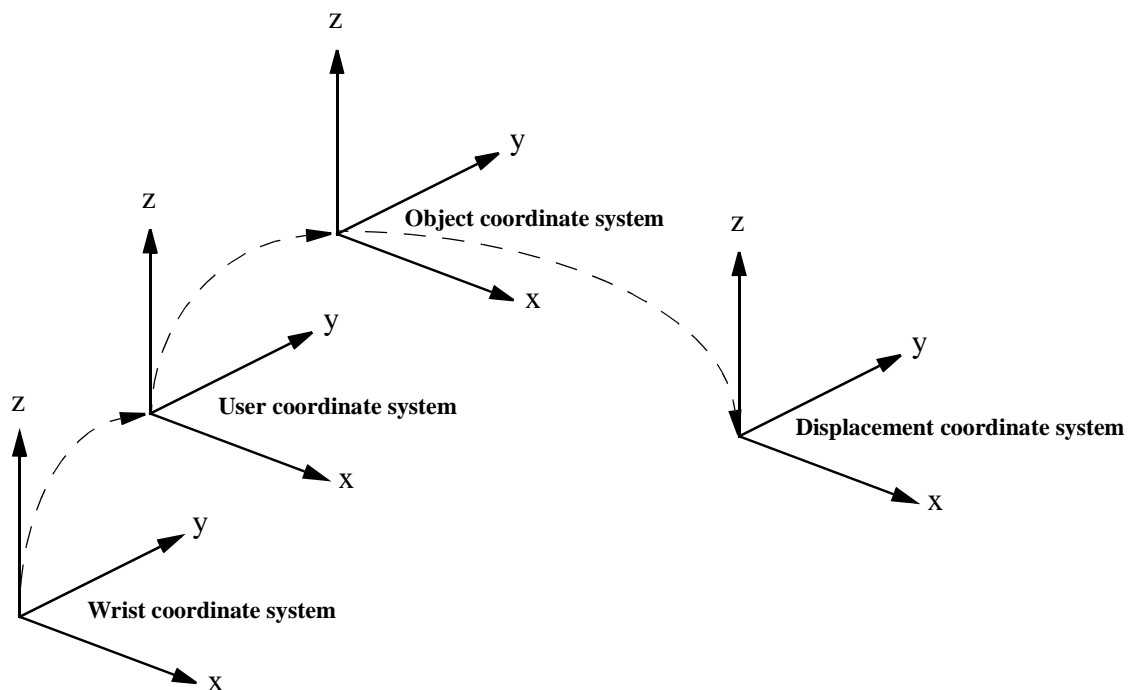 z
y
Object coordinate system
x
z
y
User coordinate system
x
z
y
Displacement coordinate system
x
z
y
Wrist coordinate system
x